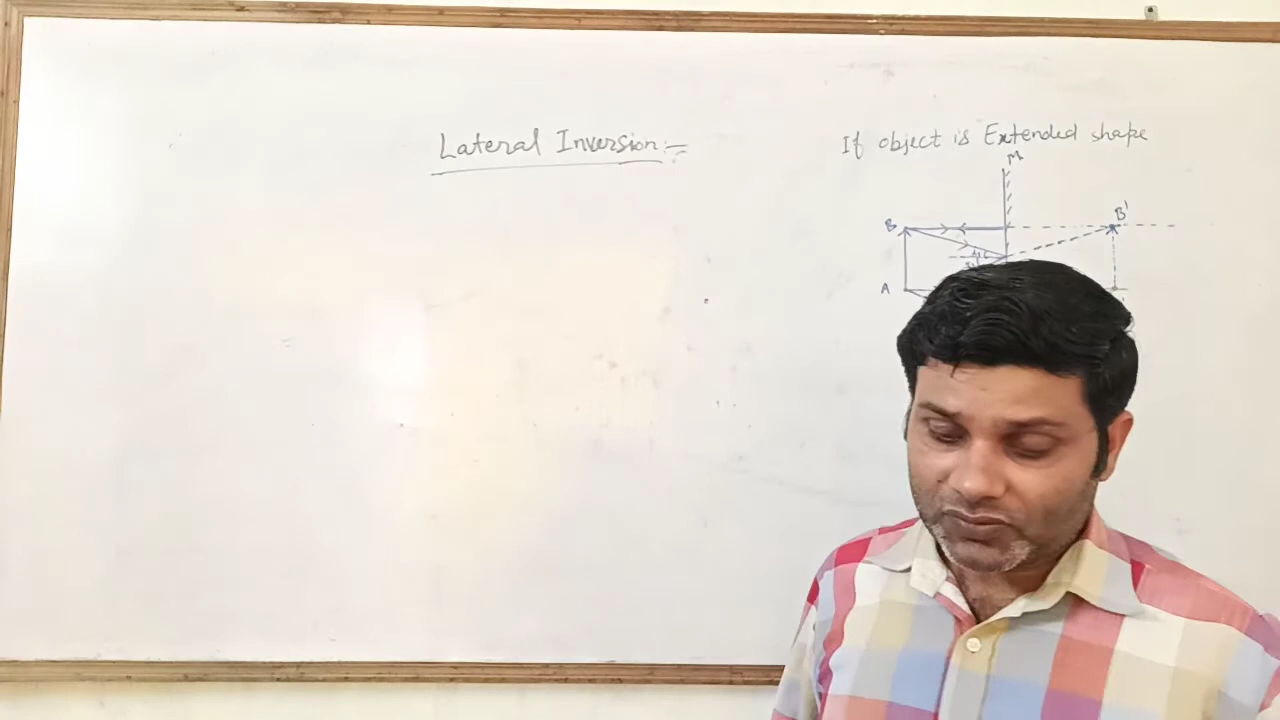 Lateral Inversion:-
If object is Extended shape
M
B B'
A